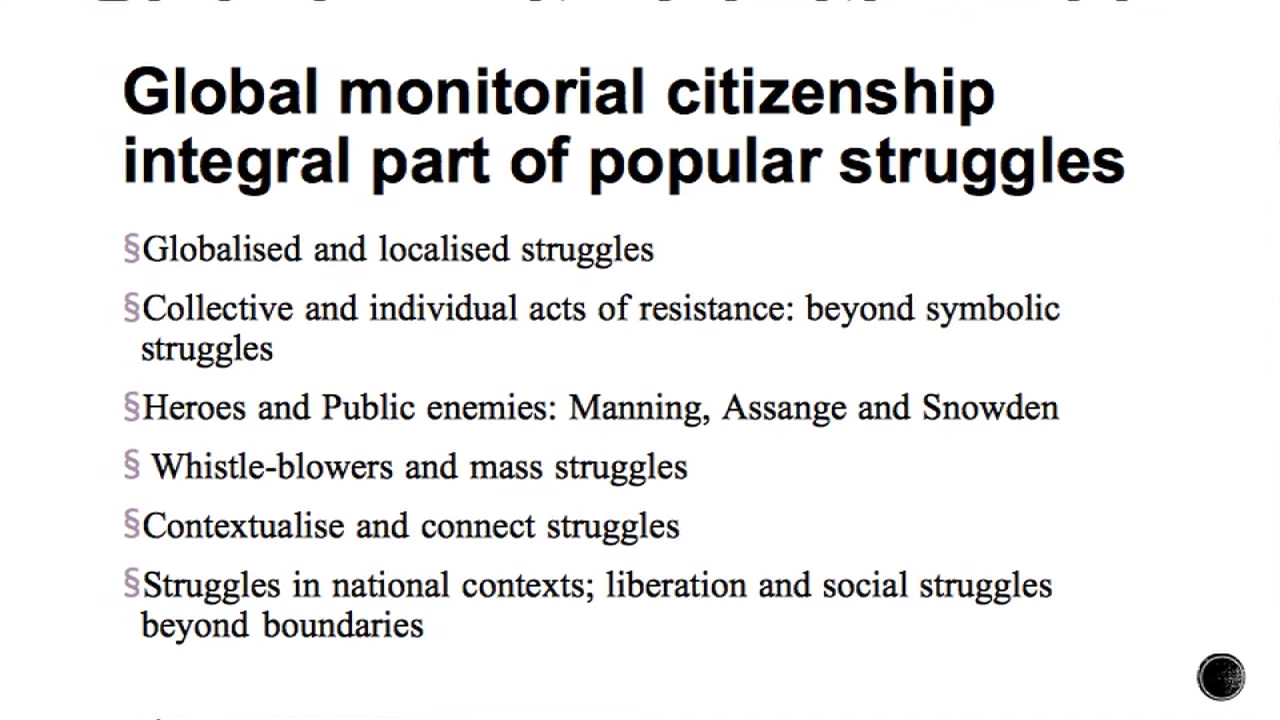 Global monitorial citizenship
integral part of popular struggles
§Globalised and localised struggles
§Collective and individual acts of resistance: beyond symbolic
struggles
§Heroes and Public enemies: Manning, Assange and Snowden
§ Whistle-blowers and mass struggles
§Contextualise and connect struggles
§Struggles in national contexts; liberation and social struggles
beyond boundaries